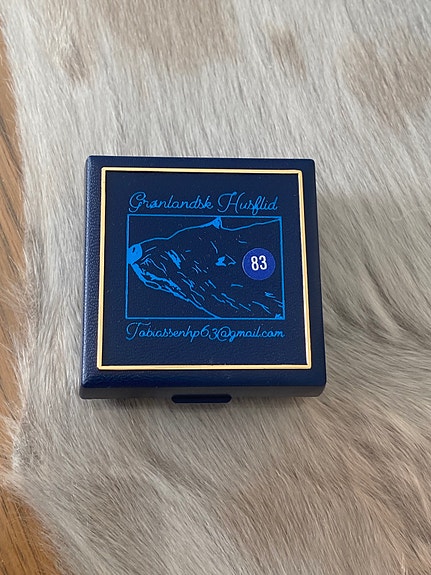 Grønlandsk Husflid
83
Tobiassenhp63@gmail.com